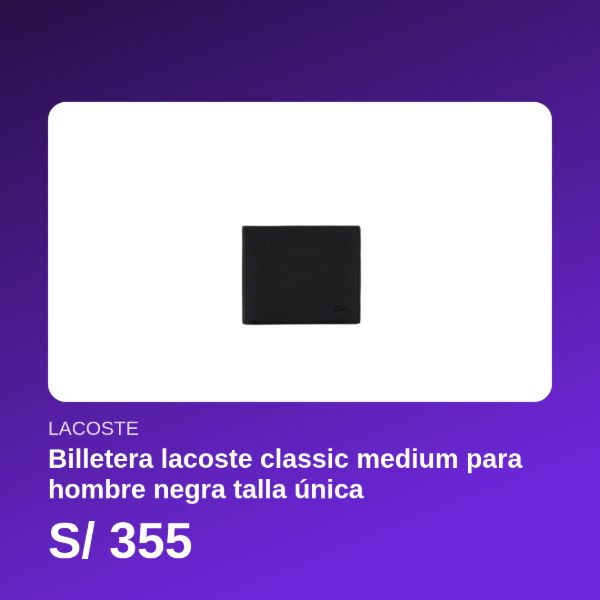 LACOSTE
Billetera lacoste classic medium para
hombre negra talla única
S/ 355